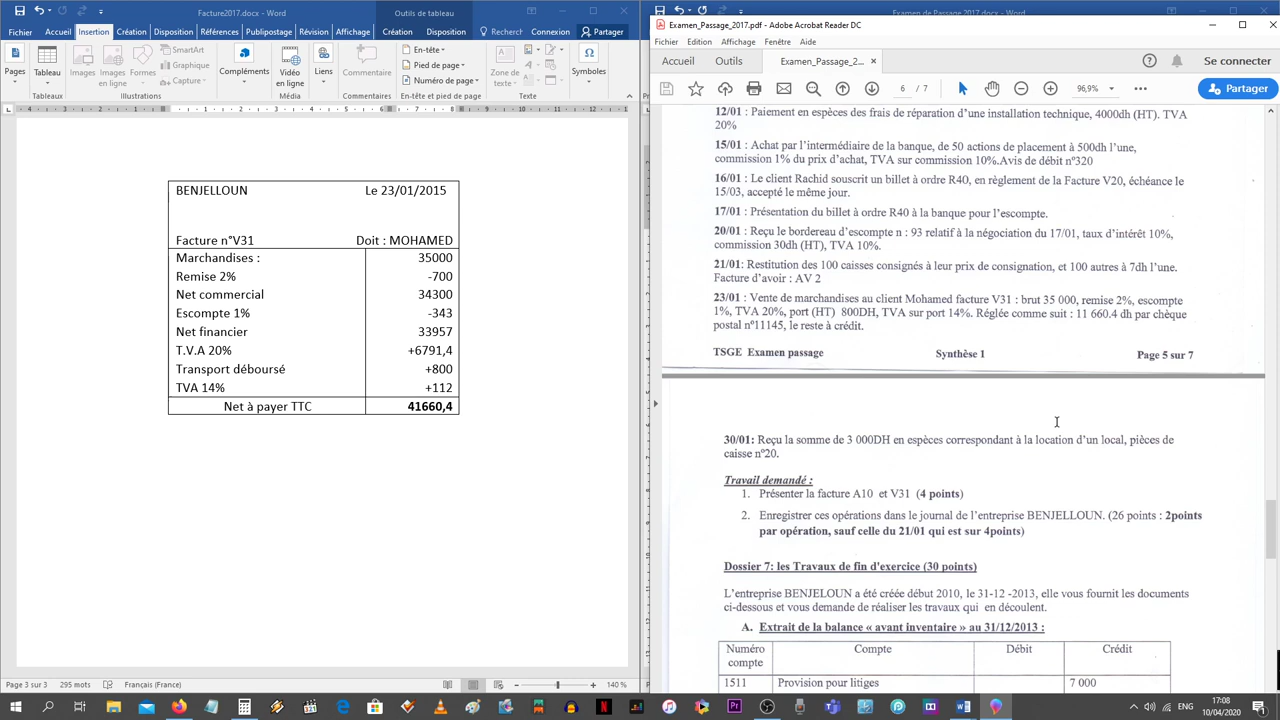 Facture2017.docx - Word
Outils de tableau
Fichier
Accueil
Insertion
Création
Disposition
Références
Publipostage
Révision
Affichage
Création
Disposition
Recherch
Connexion
Partager
Pages
Tableau
Images
Images en ligne
Formes
SmartArt
Graphique
Capture
Compléments
Vidéo en ligne
Liens
Commentaire
En-tête
Pied de page
Numéro de page
Zone de texte
Symboles
Tableaux
Illustrations
Média
Commentaires
En-tête et pied de page
Texte
BENJELLOUN Le 23/01/2015
Facture n°V31 Doit : MOHAMED
Marchandises : 35000
Remise 2% -700
Net commercial 34300
Escompte 1% -343
Net financier 33957
T.V.A 20% +6791,4
Transport déboursé +800
TVA 14% +112
Net à payer TTC 41660,4
Page 3 sur 3 295 mots Français (France) 140 %
Examen de Passage 2017.docx - Word
Examen_Passage_2017.pdf - Adobe Acrobat Reader DC
Fichier Edition Affichage Fenêtre Aide
Accueil Outils Examen_Passage_2... Se connecter
6 / 7 96,9% Partager
12/01 : Paiement en espèces des frais de réparation d'une installation technique, 4000dh (HT). TVA
20%
15/01 : Achat par l'intermédiaire de la banque, de 50 actions de placement à 500dh l'une,
commission 1% du prix d'achat, TVA sur commission 10%.Avis de débit n°320
16/01 : Le client Rachid souscrit un billet à ordre R40, en règlement de la Facture V20, échéance le
15/03, accepté le même jour.
17/01 : Présentation du billet à ordre R40 à la banque pour l'escompte.
20/01 : Reçu le bordereau d'escompte n : 93 relatif à la négociation du 17/01, taux d'intérêt 10%,
commission 30dh (HT), TVA 10%.
21/01: Restitution des 100 caisses consignés à leur prix de consignation, et 100 autres à 7dh l'une.
Facture d'avoir : AV 2
23/01 : Vente de marchandises au client Mohamed facture V31 : brut 35 000, remise 2%, escompte
1%, TVA 20%, port (HT) 800DH, TVA sur port 14%. Réglée comme suit : 11 660.4 dh par chèque
postal n°11145, le reste à crédit.
TSGE Examen passage Synthèse 1 Page 5 sur 7
30/01: Reçu la somme de 3 000DH en espèces correspondant à la location d'un local, pièces de
caisse n°20.
Travail demandé :
1. Présenter la facture A10 et V31 (4 points)
2. Enregistrer ces opérations dans le journal de l'entreprise BENJELLOUN. (26 points : 2points
par opération, sauf celle du 21/01 qui est sur 4points)
Dossier 7: les Travaux de fin d'exercice (30 points)
L'entreprise BENJELOUN a été créée début 2010, le 31-12 -2013, elle vous fournit les documents
ci-dessous et vous demande de réaliser les travaux qui en découlent.
A. Extrait de la balance « avant inventaire » au 31/12/2013 :
Numéro compte Compte Débit Crédit
1511 Provision pour litiges 7 000
17:08
10/04/2020